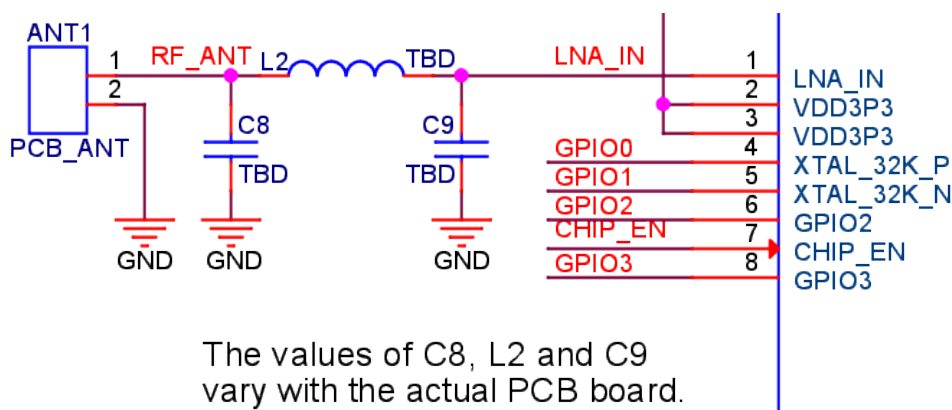 ANT1
1
RF_ANT
L2
TBD
LNA_IN
1
LNA_IN
2
2
VDD3P3
3
VDD3P3
PCB_ANT
C8
C9
GPIO0
4
XTAL_32K_P
TBD
TBD
GPIO1
5
XTAL_32K_N
GPIO2
6
GPIO2
CHIP_EN
7
CHIP_EN
GND
GND
GND
GPIO3
8
GPIO3
The values of C8, L2 and C9
vary with the actual PCB board.